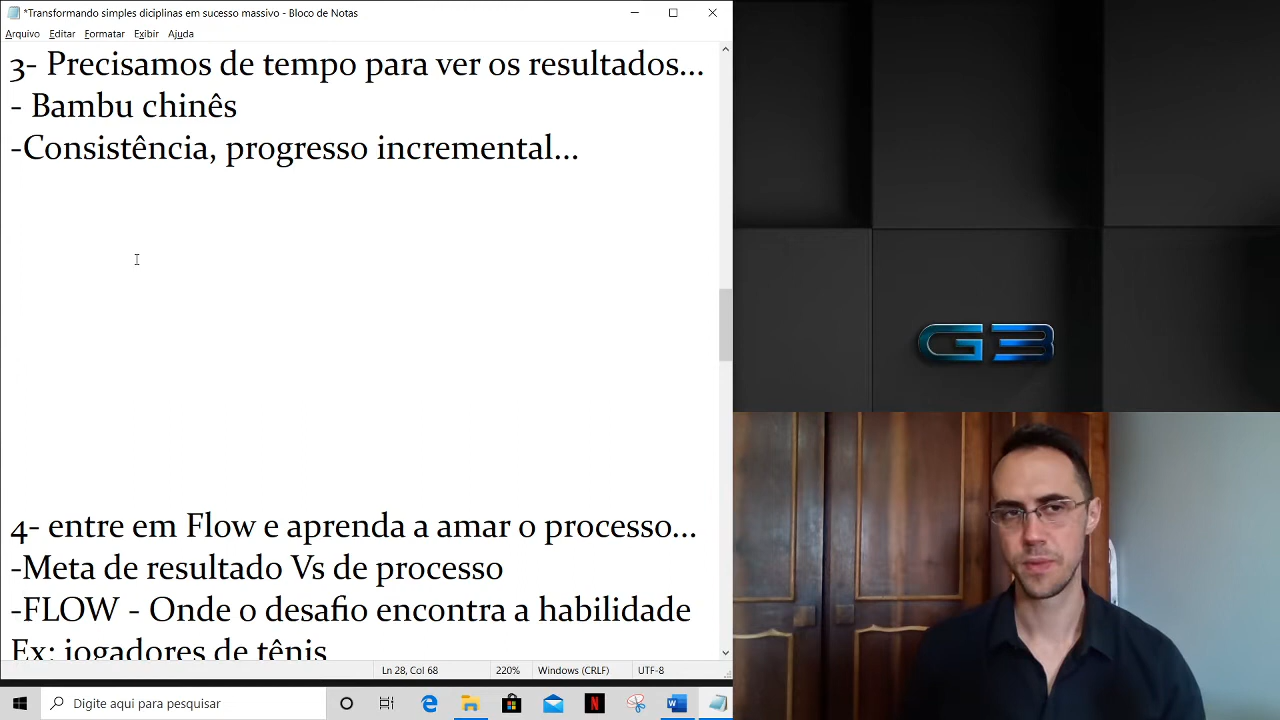 *Transformando simples diciplinas em sucesso massivo - Bloco de Notas
Arquivo Editar Formatar Exibir Ajuda
3- Precisamos de tempo para ver os resultados...
- Bambu chinês
-Consistência, progresso incremental...
4- entre em Flow e aprenda a amar o processo...
-Meta de resultado Vs de processo
-FLOW - Onde o desafio encontra a habilidade
Ex: jogadores de tênis
Ln 28, Col 68 220% Windows (CRLF) UTF-8
Digite aqui para pesquisar
G3